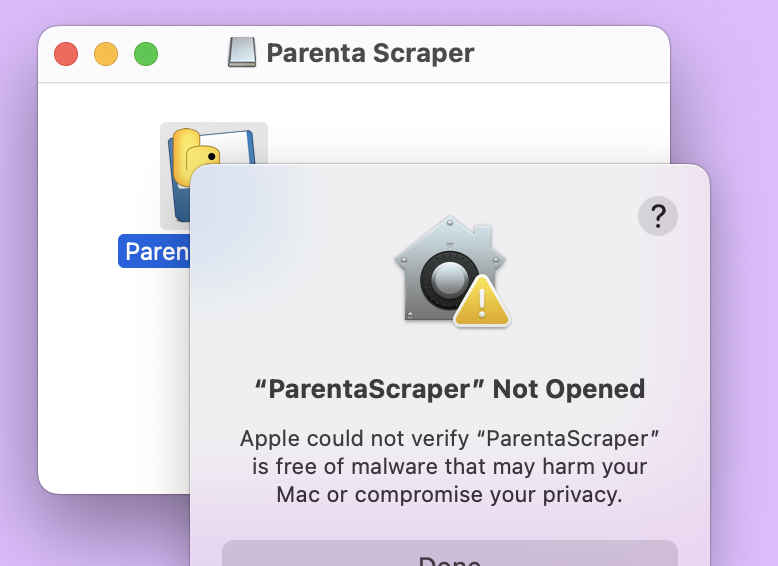 Parenta Scraper
Paren
?
“ParentaScraper” Not Opened
Apple could not verify “ParentaScraper”
is free of malware that may harm your
Mac or compromise your privacy.
Done